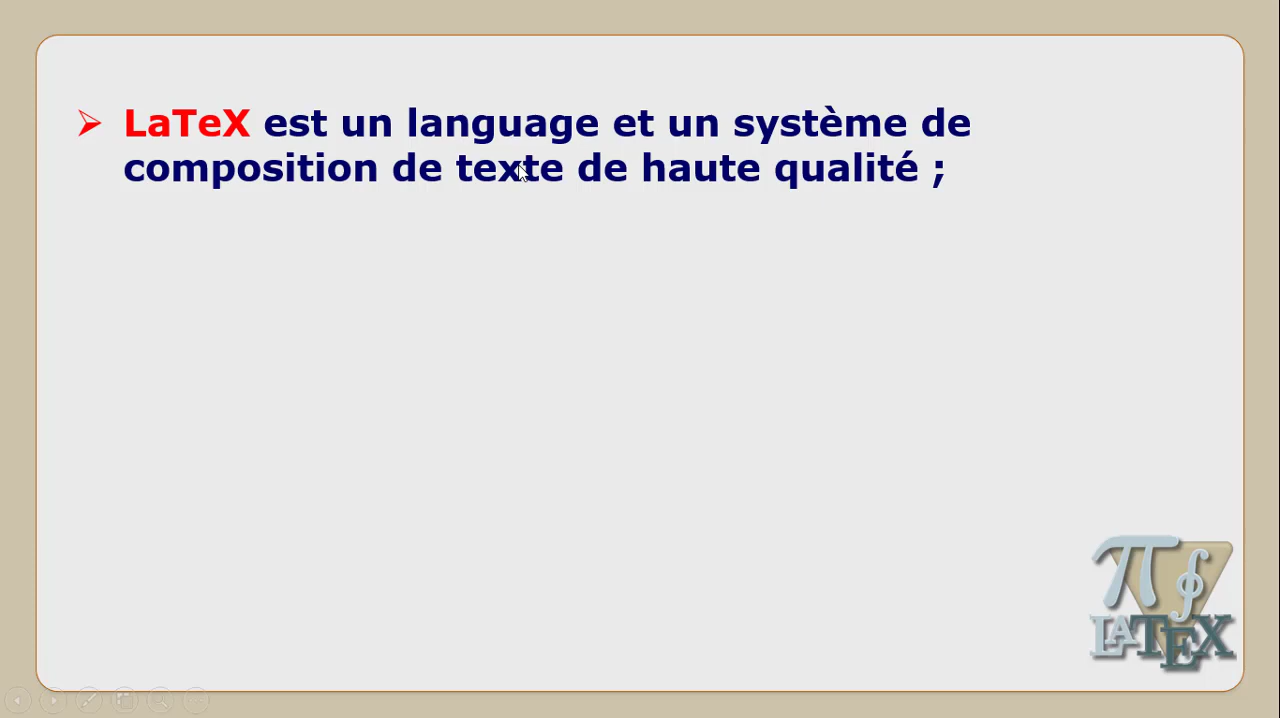 LaTeX est un language et un système de
composition de texte de haute qualité ;
π∮
LATEX